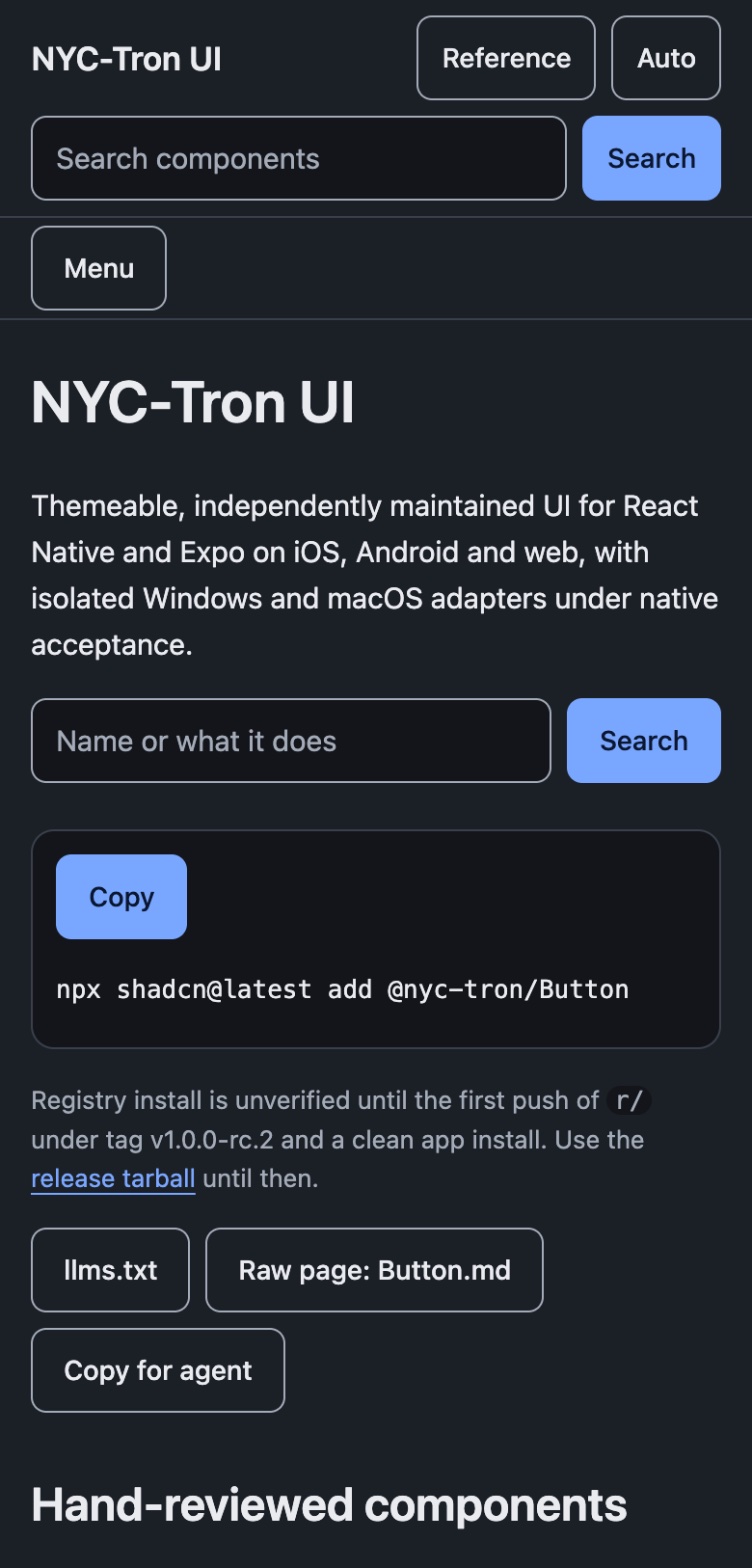 NYC-Tron UI
Reference
Auto
Search components
Search
Menu
NYC-Tron UI
Themeable, independently maintained UI for React
Native and Expo on iOS, Android and web, with
isolated Windows and macOS adapters under native
acceptance.
Name or what it does
Search
Copy
npx shadcn@latest add @nyc-tron/Button
Registry install is unverified until the first push of r/
under tag v1.0.0-rc.2 and a clean app install. Use the
release tarball until then.
llms.txt
Raw page: Button.md
Copy for agent
Hand-reviewed components